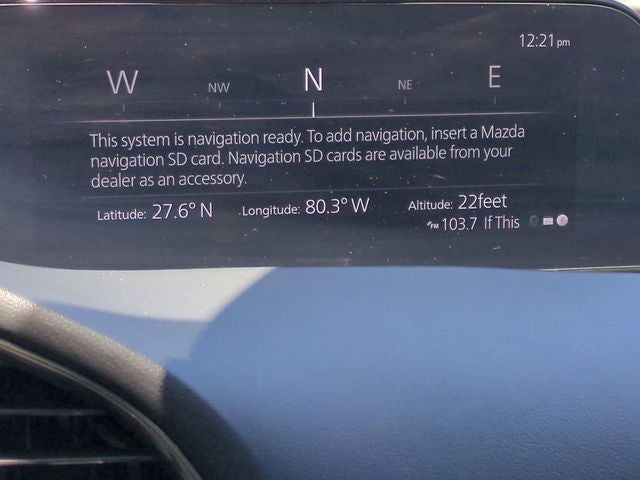 12:21 pm
W NW N NE E
This system is navigation ready. To add navigation, insert a Mazda
navigation SD card. Navigation SD cards are available from your
dealer as an accessory.
Latitude: 27.6° N Longitude: 80.3° W Altitude: 22feet
FM 103.7 If This